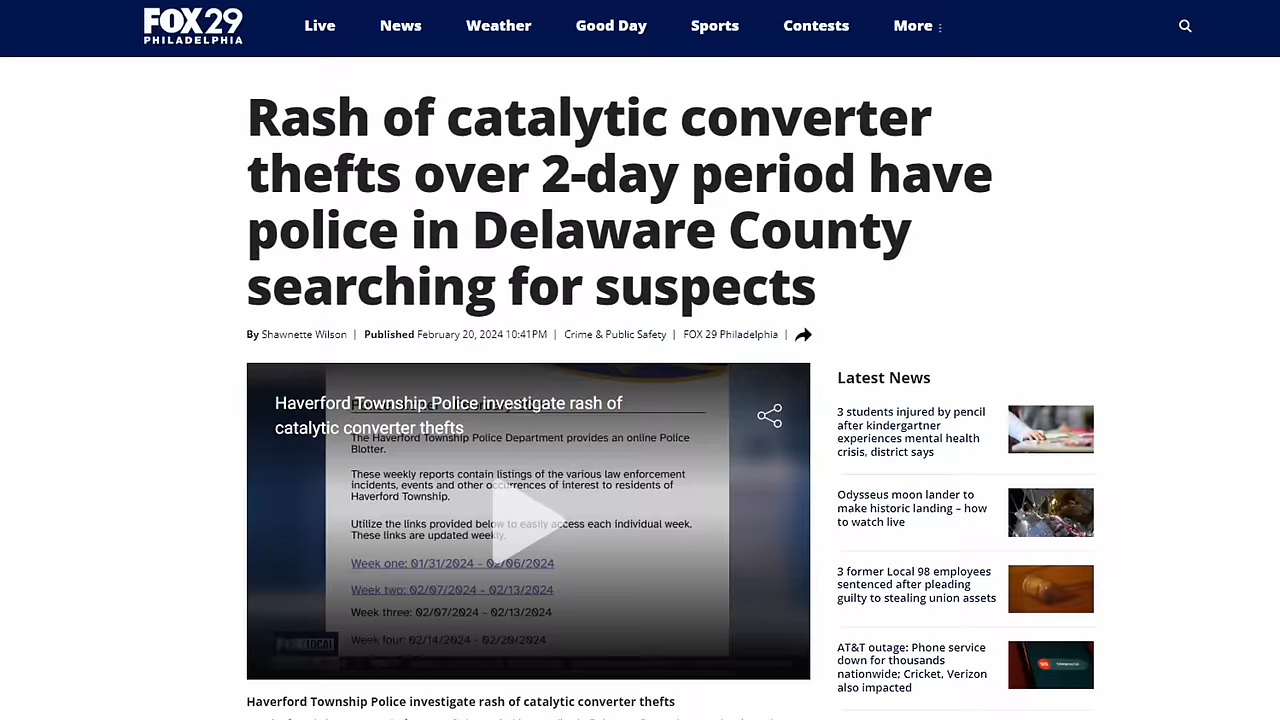 FOX 29
PHILADELPHIA
Live
News
Weather
Good Day
Sports
Contests
More
Rash of catalytic converter
thefts over 2-day period have
police in Delaware County
searching for suspects
By Shawnette Wilson | Published February 20, 2024 10:41PM | Crime & Public Safety | FOX 29 Philadelphia |
Haverford Township Police investigate rash of
catalytic converter thefts
The Haverford Township Police Department provides an online Police
Blotter.
These weekly reports contain listings of the various law enforcement
incidents, events and other occurrences of interest to residents of
Haverford Township.
Utilize the links provided below to easily access each individual week.
These links are updated weekly.
Week one: 01/31/2024 - 02/06/2024
Week two: 02/07/2024 - 02/13/2024
Week three: 02/07/2024 - 02/13/2024
Week four: 02/14/2024 - 02/20/2024
LOCAL
Haverford Township Police investigate rash of catalytic converter thefts
Latest News
3 students injured by pencil
after kindergartner
experiences mental health
crisis, district says
Odysseus moon lander to
make historic landing – how
to watch live
3 former Local 98 employees
sentenced after pleading
guilty to stealing union assets
AT&T outage: Phone service
down for thousands
nationwide; Cricket, Verizon
also impacted